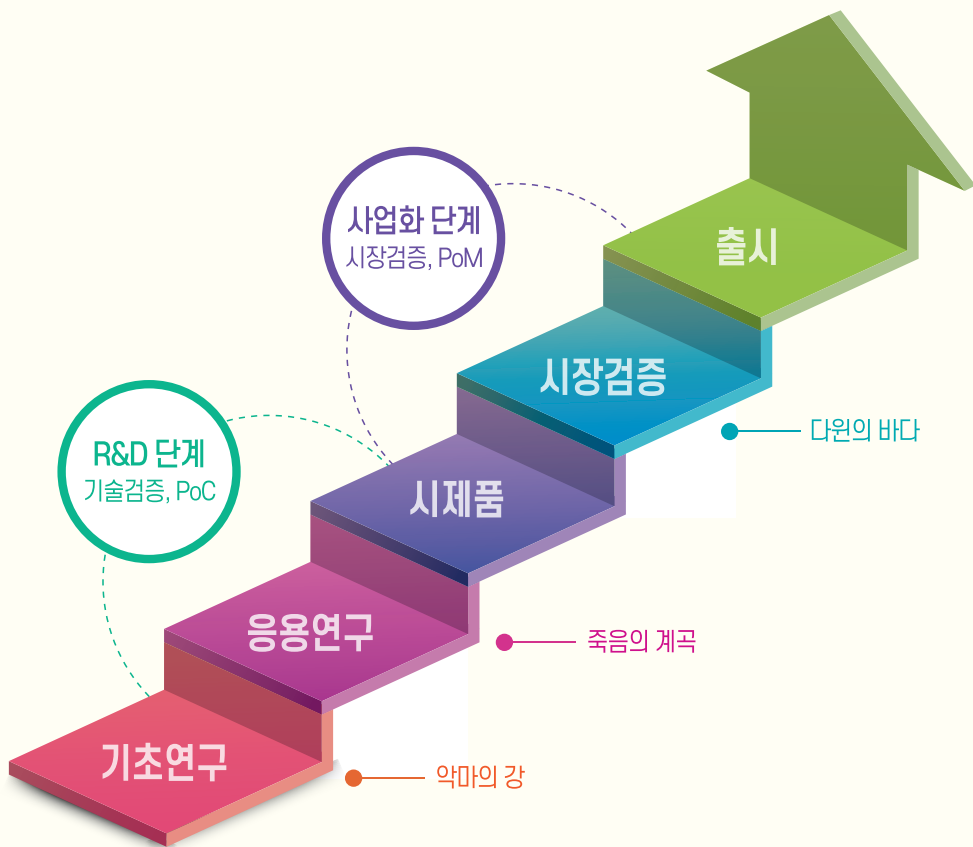 사업화 단계
시장검증, PoM
출시
시장검증
다윈의 바다
R&D 단계
기술검증, PoC
시제품
응용연구
죽음의 계곡
기초연구
악마의 강